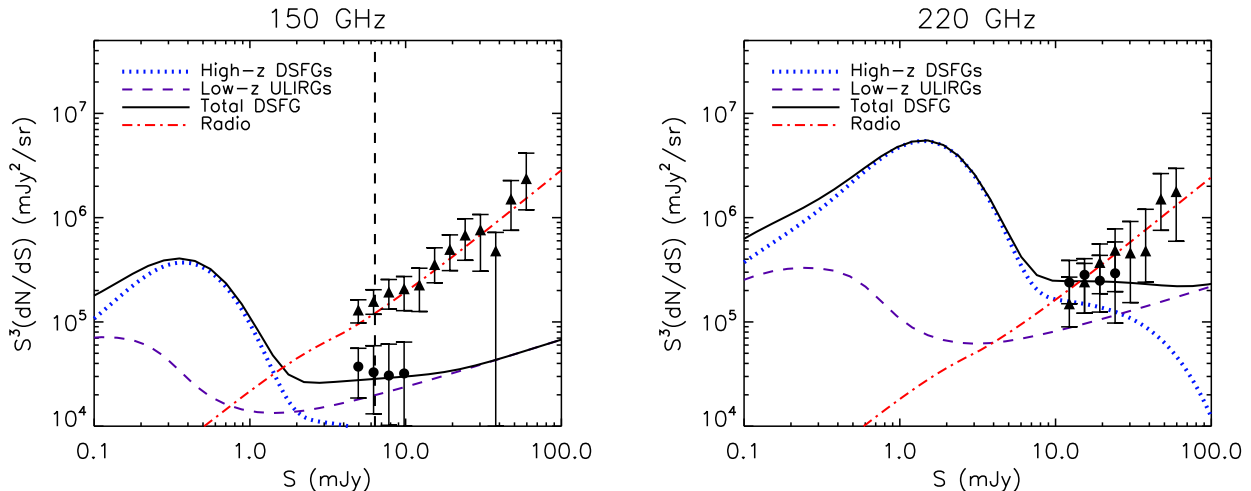 150 GHz
S³(dN/dS) (mJy²/sr)
10⁷
10⁶
10⁵
10⁴
High-z DSFGs
Low-z ULIRGs
Total DSFG
Radio
0.1
1.0
10.0
100.0
S (mJy)
220 GHz
S³(dN/dS) (mJy²/sr)
10⁷
10⁶
10⁵
10⁴
High-z DSFGs
Low-z ULIRGs
Total DSFG
Radio
0.1
1.0
10.0
100.0
S (mJy)